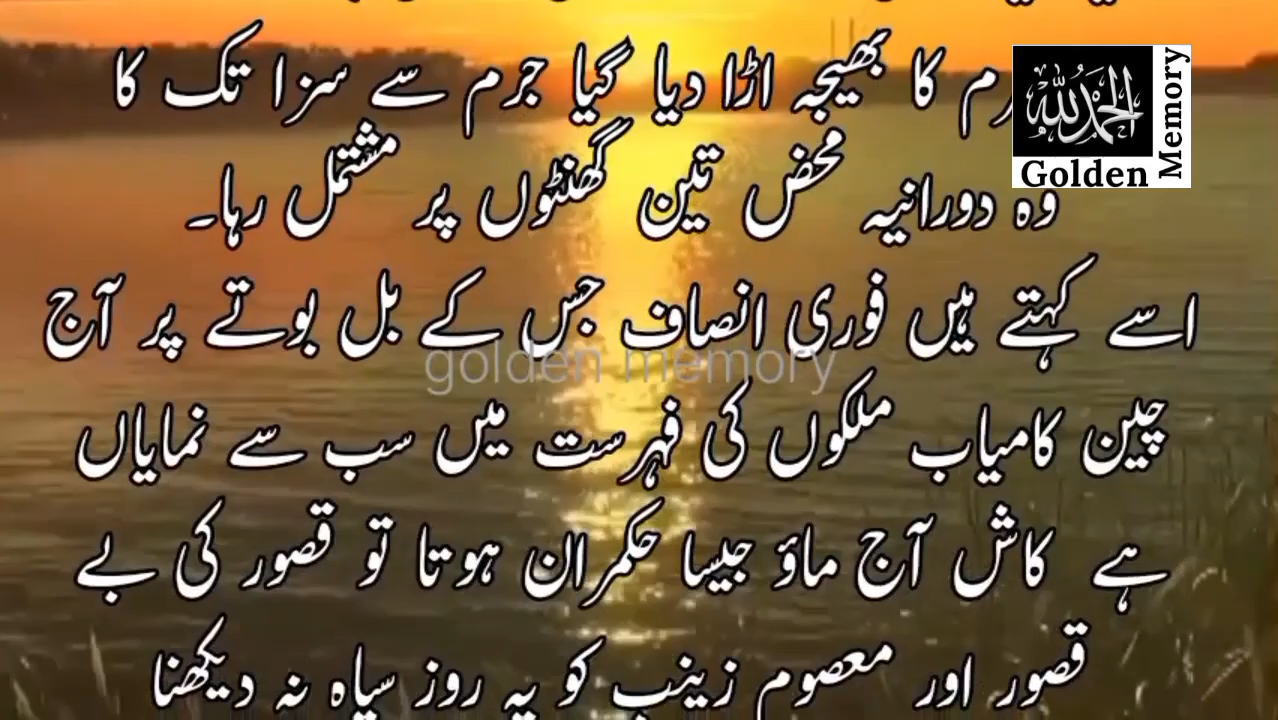 کا بھیجہ اڑا دیا گیا جرم سے سزا تک کا
وہ دورانیہ محض تین گھنٹوں پر مشتمل رہا۔
اسے کہتے ہیں فوری انصاف جس کے بل بوتے پر آج
چین کامیاب ملکوں کی فہرست میں سب سے نمایاں
ہے کاش آج ماؤ جیسا حکمران ہوتا تو قصور کی بے
قصور اور معصوم زینب کو یہ روز سیاہ نہ دیکھنا
الحمدللہ
Golden
Memory
golden memory